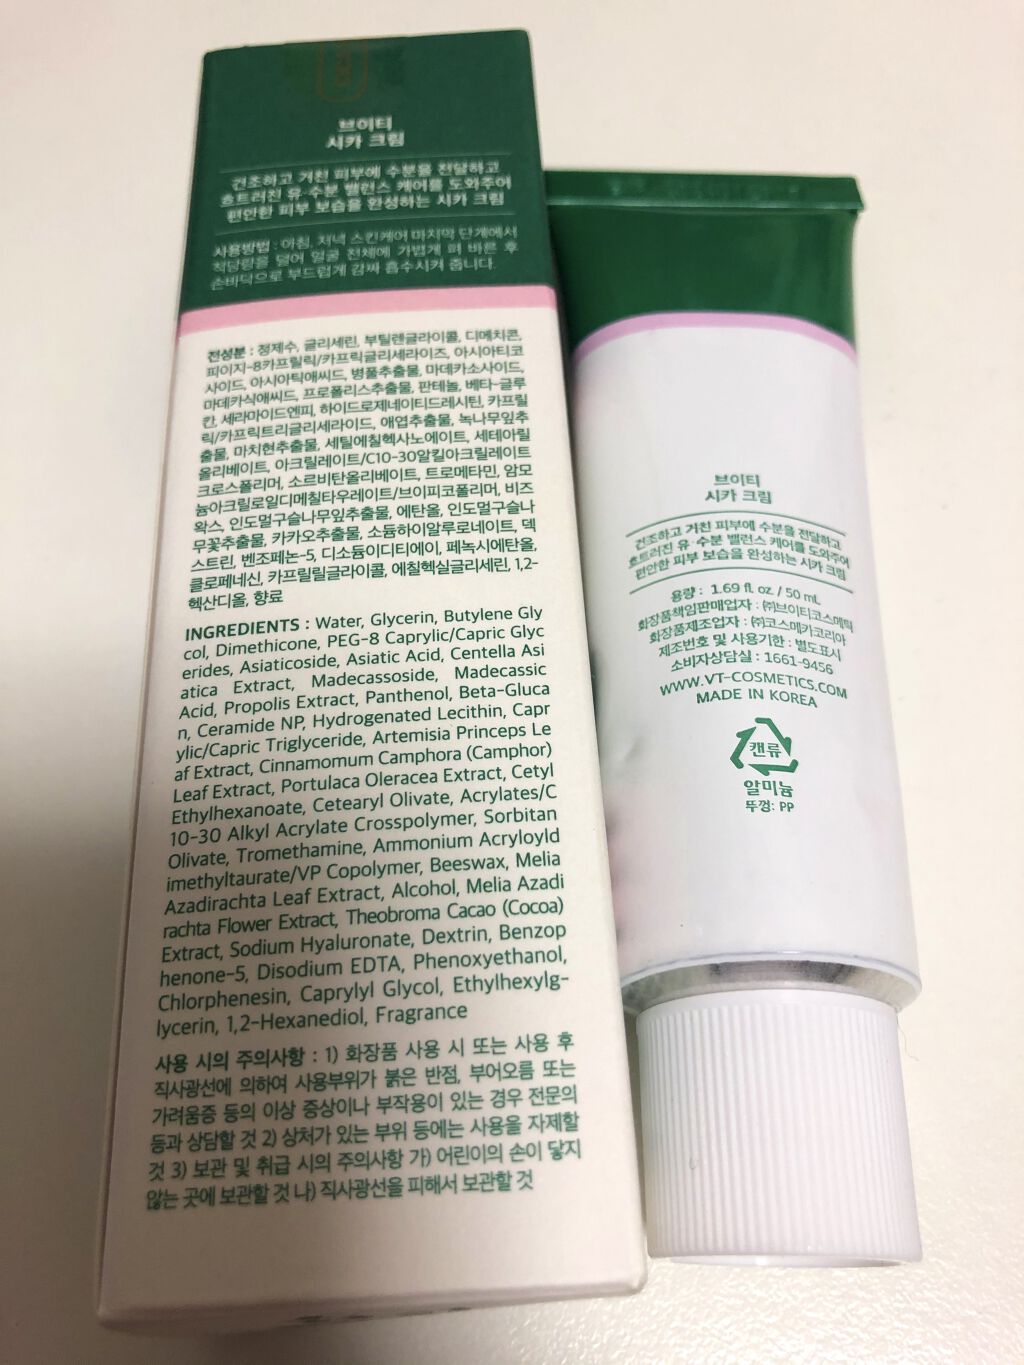 브이티
시카 크림
건조하고 거친 피부에 수분을 전달하고
흐트러진 유·수분 밸런스 케어를 도와주어
편안한 피부 보습을 완성하는 시카 크림
사용방법 : 아침, 저녁 스킨케어 마지막 단계에서
적당량을 덜어 얼굴 전체에 가볍게 펴 바른 후
손바닥으로 부드럽게 감싸 흡수시켜 줍니다.
전성분 : 정제수, 글리세린, 부틸렌글라이콜, 디메치콘,
피이지-8카프릴릭/카프릭글리세라이즈, 아시아티코
사이드, 아시아틱애씨드, 병풀추출물, 마데카소사이드,
마데카식애씨드, 프로폴리스추출물, 판테놀, 베타-글루
칸, 세라마이드엔피, 하이드로제네이티드레시틴, 카프릴
릭/카프릭트리글리세라이드, 애엽추출물, 녹나무잎추
출물, 마치현추출물, 세틸에칠헥사노에이트, 세테아릴
올리베이트, 아크릴레이트/C10-30알킬아크릴레이트
크로스폴리머, 소르비탄올리베이트, 트로메타민, 암모
늄아크릴로일디메칠타우레이트/브이피코폴리머, 비즈
왁스, 인도멀구슬나무잎추출물, 에탄올, 인도멀구슬나
무꽃추출물, 카카오추출물, 소듐하이알루로네이트, 덱
스트린, 벤조페논-5, 디소듐이디티에이, 페녹시에탄올,
클로페네신, 카프릴릴글라이콜, 에칠헥실글리세린, 1,2-
헥산디올, 향료
INGREDIENTS : Water, Glycerin, Butylene Gly
col, Dimethicone, PEG-8 Caprylic/Capric Glyc
erides, Asiaticoside, Asiatic Acid, Centella Asi
atica Extract, Madecassoside, Madecassic
Acid, Propolis Extract, Panthenol, Beta-Gluca
n, Ceramide NP, Hydrogenated Lecithin, Capr
ylic/Capric Triglyceride, Artemisia Princeps Le
af Extract, Cinnamomum Camphora (Camphor)
Leaf Extract, Portulaca Oleracea Extract, Cetyl
Ethylhexanoate, Cetearyl Olivate, Acrylates/C
10-30 Alkyl Acrylate Crosspolymer, Sorbitan
Olivate, Tromethamine, Ammonium Acryloyld
imethyltaurate/VP Copolymer, Beeswax, Melia
Azadirachta Leaf Extract, Alcohol, Melia Azadi
rachta Flower Extract, Theobroma Cacao (Cocoa)
Extract, Sodium Hyaluronate, Dextrin, Benzop
henone-5, Disodium EDTA, Phenoxyethanol,
Chlorphenesin, Caprylyl Glycol, Ethylhexylg-
lycerin, 1,2-Hexanediol, Fragrance
사용 시의 주의사항 : 1) 화장품 사용 시 또는 사용 후
직사광선에 의하여 사용부위가 붉은 반점, 부어오름 또는
가려움증 등의 이상 증상이나 부작용이 있는 경우 전문의
등과 상담할 것 2) 상처가 있는 부위 등에는 사용을 자제할
것 3) 보관 및 취급 시의 주의사항 가) 어린이의 손이 닿지
않는 곳에 보관할 것 나) 직사광선을 피해서 보관할 것
브이티
시카 크림
건조하고 거친 피부에 수분을 전달하고
흐트러진 유·수분 밸런스 케어를 도와주어
편안한 피부 보습을 완성하는 시카 크림
용량 : 1.69 fl. oz. / 50 mL
화장품책임판매업자 : ㈜브이티코스메틱
화장품제조업자 : ㈜코스메카코리아
제조번호 및 사용기한 : 별도표시
소비자상담실 : 1661-9456
WWW.VT-COSMETICS.COM
MADE IN KOREA
캔류
알미늄
뚜껑: PP